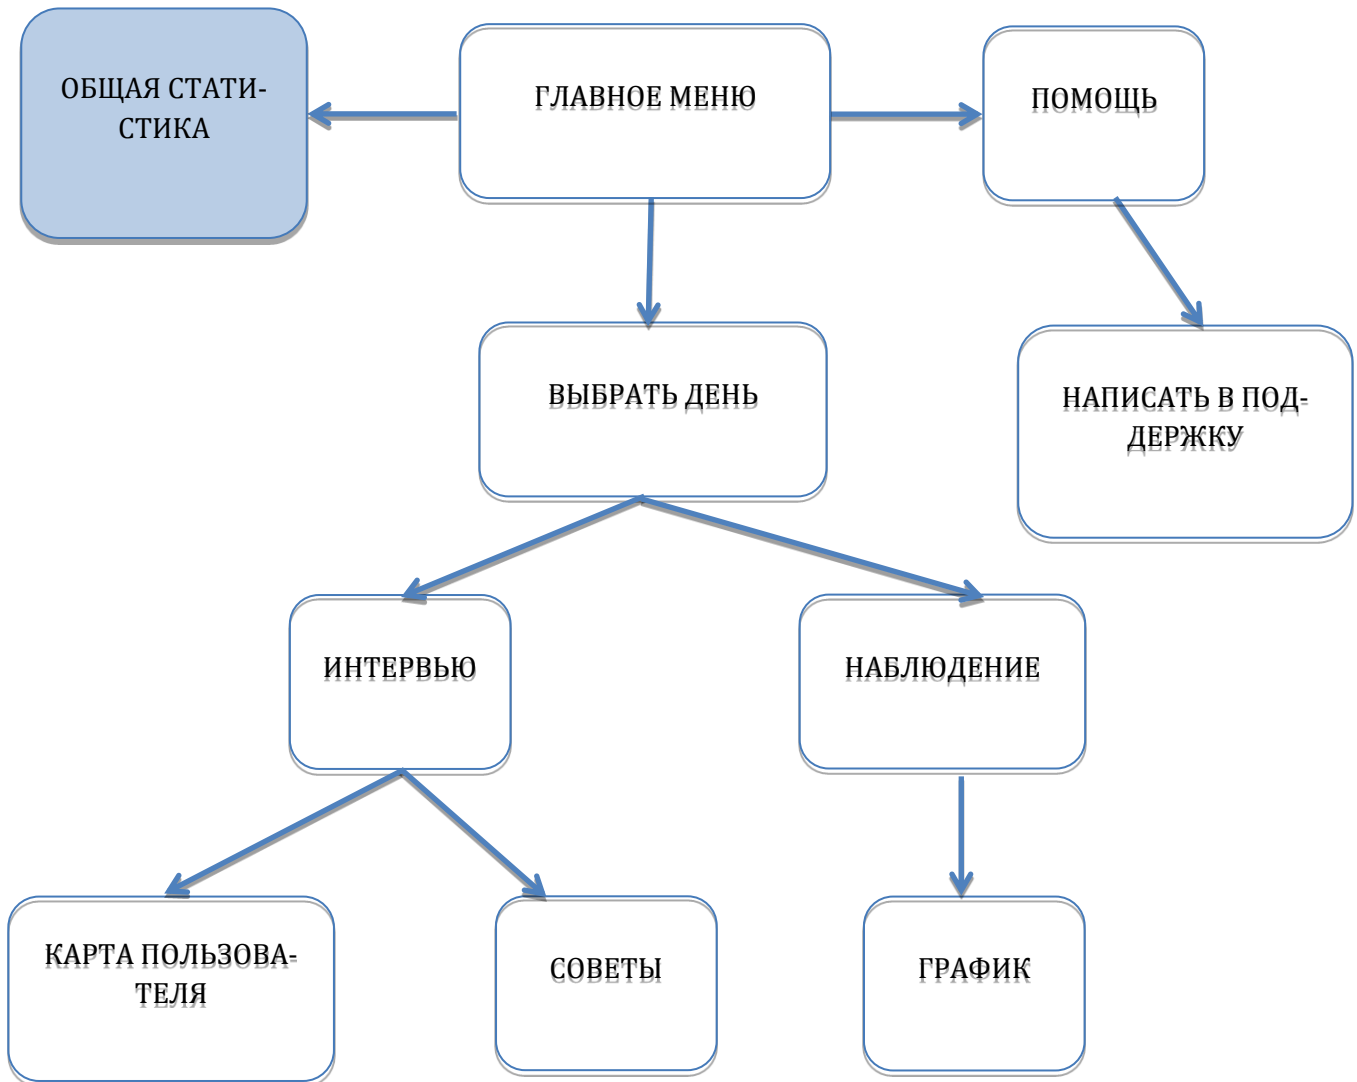 ОБЩАЯ СТАТИ-
СТИКА
ГЛАВНОЕ МЕНЮ
ПОМОЩЬ
ВЫБРАТЬ ДЕНЬ
НАПИСАТЬ В ПОД-
ДЕРЖКУ
ИНТЕРВЬЮ
НАБЛЮДЕНИЕ
КАРТА ПОЛЬЗОВА-
ТЕЛЯ
СОВЕТЫ
ГРАФИК